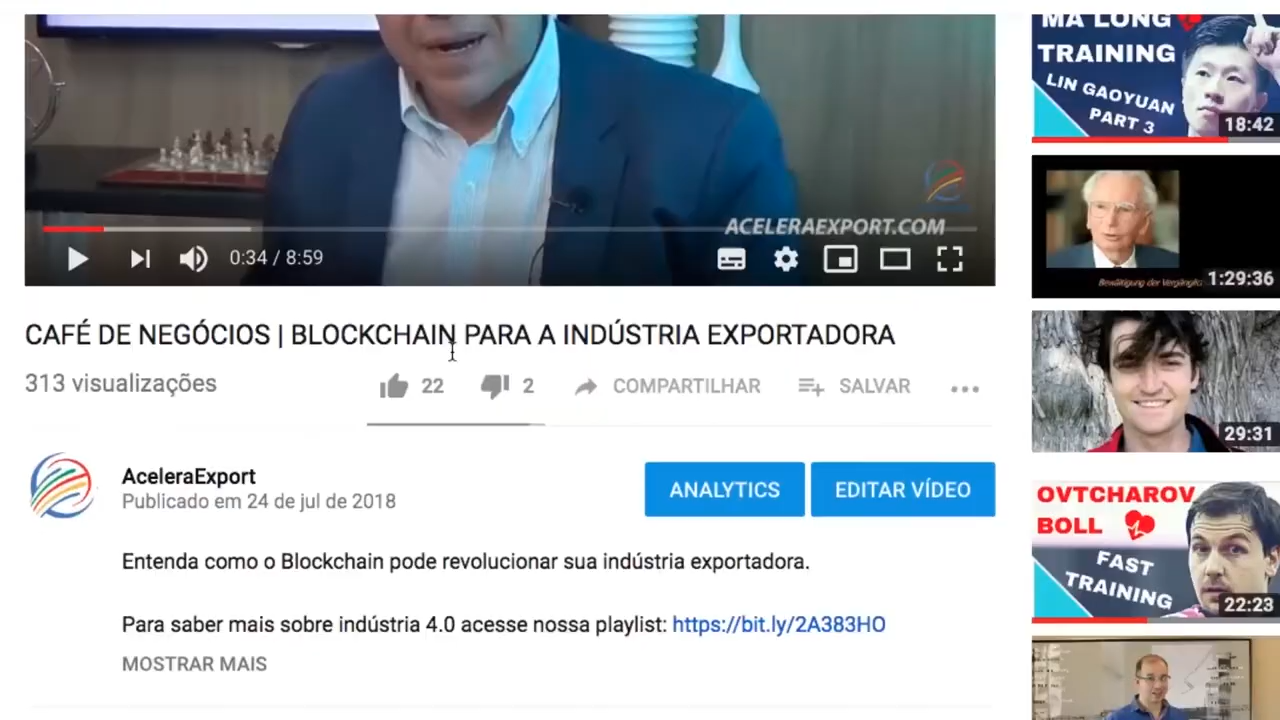 ACELERAEXPORT.COM
0:34 / 8:59
CAFÉ DE NEGÓCIOS | BLOCKCHAIN PARA A INDÚSTRIA EXPORTADORA
313 visualizações
22
2
COMPARTILHAR
SALVAR
AceleraExport
Publicado em 24 de jul de 2018
ANALYTICS
EDITAR VÍDEO
Entenda como o Blockchain pode revolucionar sua indústria exportadora.
Para saber mais sobre indústria 4.0 acesse nossa playlist: https://bit.ly/2A383HO
MOSTRAR MAIS
MA LONG
TRAINING
LIN GAOYUAN
PART 3
18:42
Bewältigung der
1:29:36
29:31
OVTCHAROV
BOLL
FAST
TRAINING
22:23